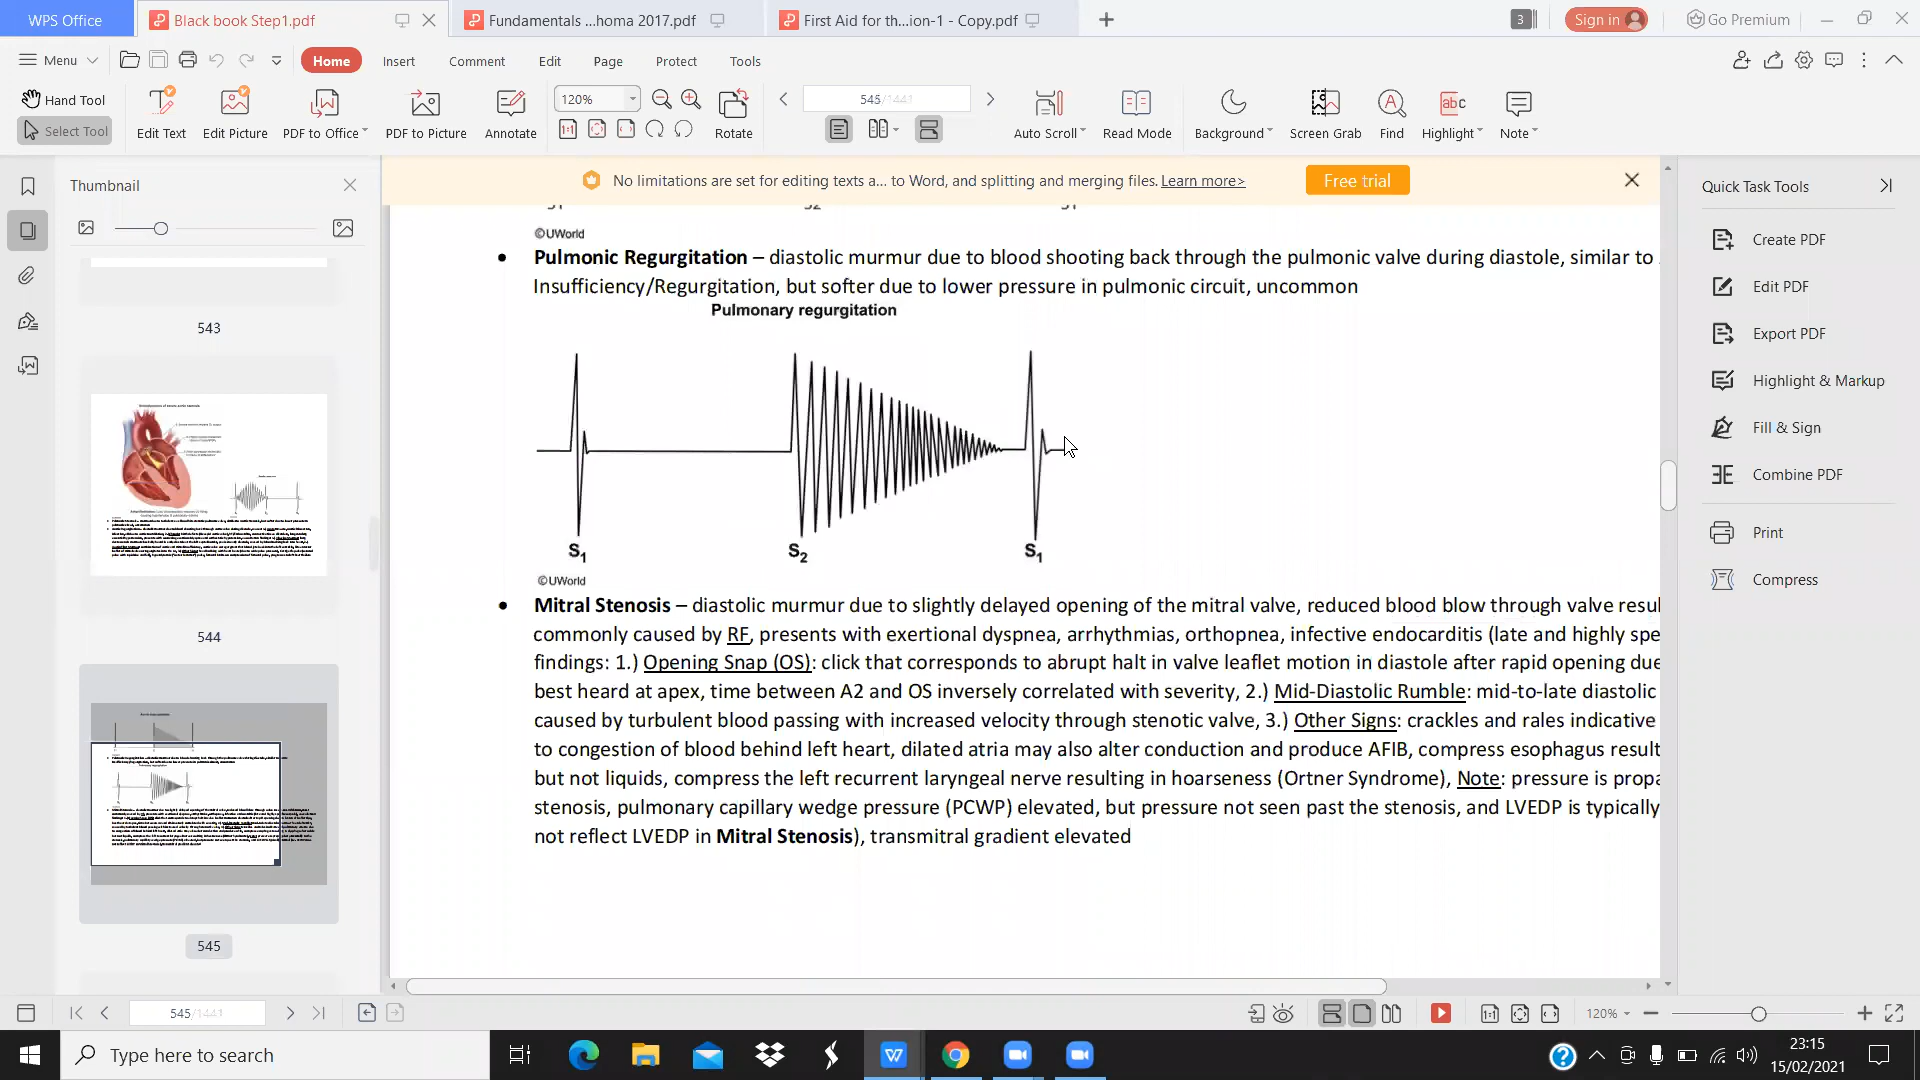 WPS Office
Black book Step1.pdf
Fundamentals ...homa 2017.pdf
First Aid for th...ion-1 - Copy.pdf
3
Sign in
Go Premium
Menu
Home
Insert
Comment
Edit
Page
Protect
Tools
Hand Tool
Select Tool
Edit Text
Edit Picture
PDF to Office
PDF to Picture
Annotate
120%
Rotate
545/1441
Auto Scroll
Read Mode
Background
Screen Grab
Find
Highlight
Note
Thumbnail
No limitations are set for editing texts a... to Word, and splitting and merging files. Learn more>
Free trial
Quick Task Tools
Create PDF
Edit PDF
Export PDF
Highlight & Markup
Fill & Sign
Combine PDF
Print
Compress
543
544
545
©UWorld
• Pulmonic Regurgitation – diastolic murmur due to blood shooting back through the pulmonic valve during diastole, similar to
Insufficiency/Regurgitation, but softer due to lower pressure in pulmonic circuit, uncommon
Pulmonary regurgitation
S1 S2 S1
©UWorld
• Mitral Stenosis – diastolic murmur due to slightly delayed opening of the mitral valve, reduced blood blow through valve resul
commonly caused by RF, presents with exertional dyspnea, arrhythmias, orthopnea, infective endocarditis (late and highly spe
findings: 1.) Opening Snap (OS): click that corresponds to abrupt halt in valve leaflet motion in diastole after rapid opening due
best heard at apex, time between A2 and OS inversely correlated with severity, 2.) Mid-Diastolic Rumble: mid-to-late diastolic
caused by turbulent blood passing with increased velocity through stenotic valve, 3.) Other Signs: crackles and rales indicative
to congestion of blood behind left heart, dilated atria may also alter conduction and produce AFIB, compress esophagus result
but not liquids, compress the left recurrent laryngeal nerve resulting in hoarseness (Ortner Syndrome), Note: pressure is propa
stenosis, pulmonary capillary wedge pressure (PCWP) elevated, but pressure not seen past the stenosis, and LVEDP is typically
not reflect LVEDP in Mitral Stenosis), transmitral gradient elevated
545/1441
120%
Type here to search
23:15
15/02/2021